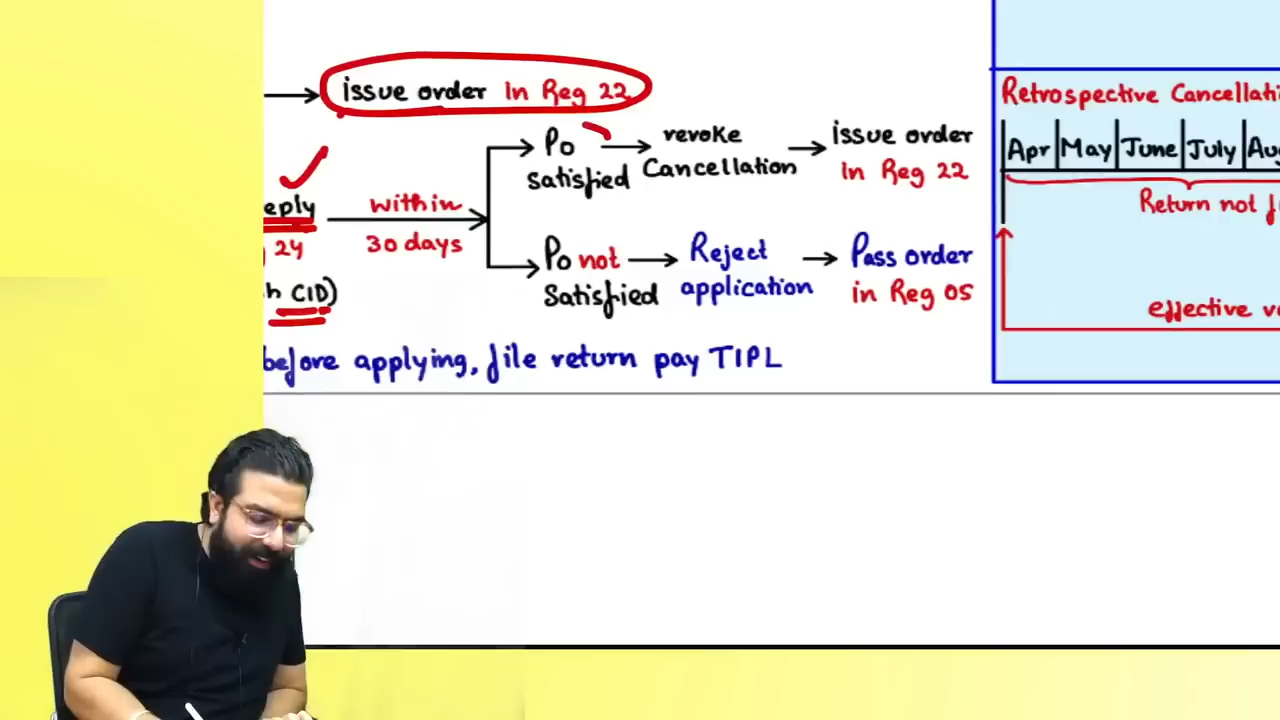 issue order in Reg 22
Po satisfied
revoke Cancellation
issue order in Reg 22
eply
24
CID)
within
30 days
Po not Satisfied
Reject application
Pass order in Reg 05
before applying, file return pay TIPL
Retrospective
Apr May June July
Return not
effective